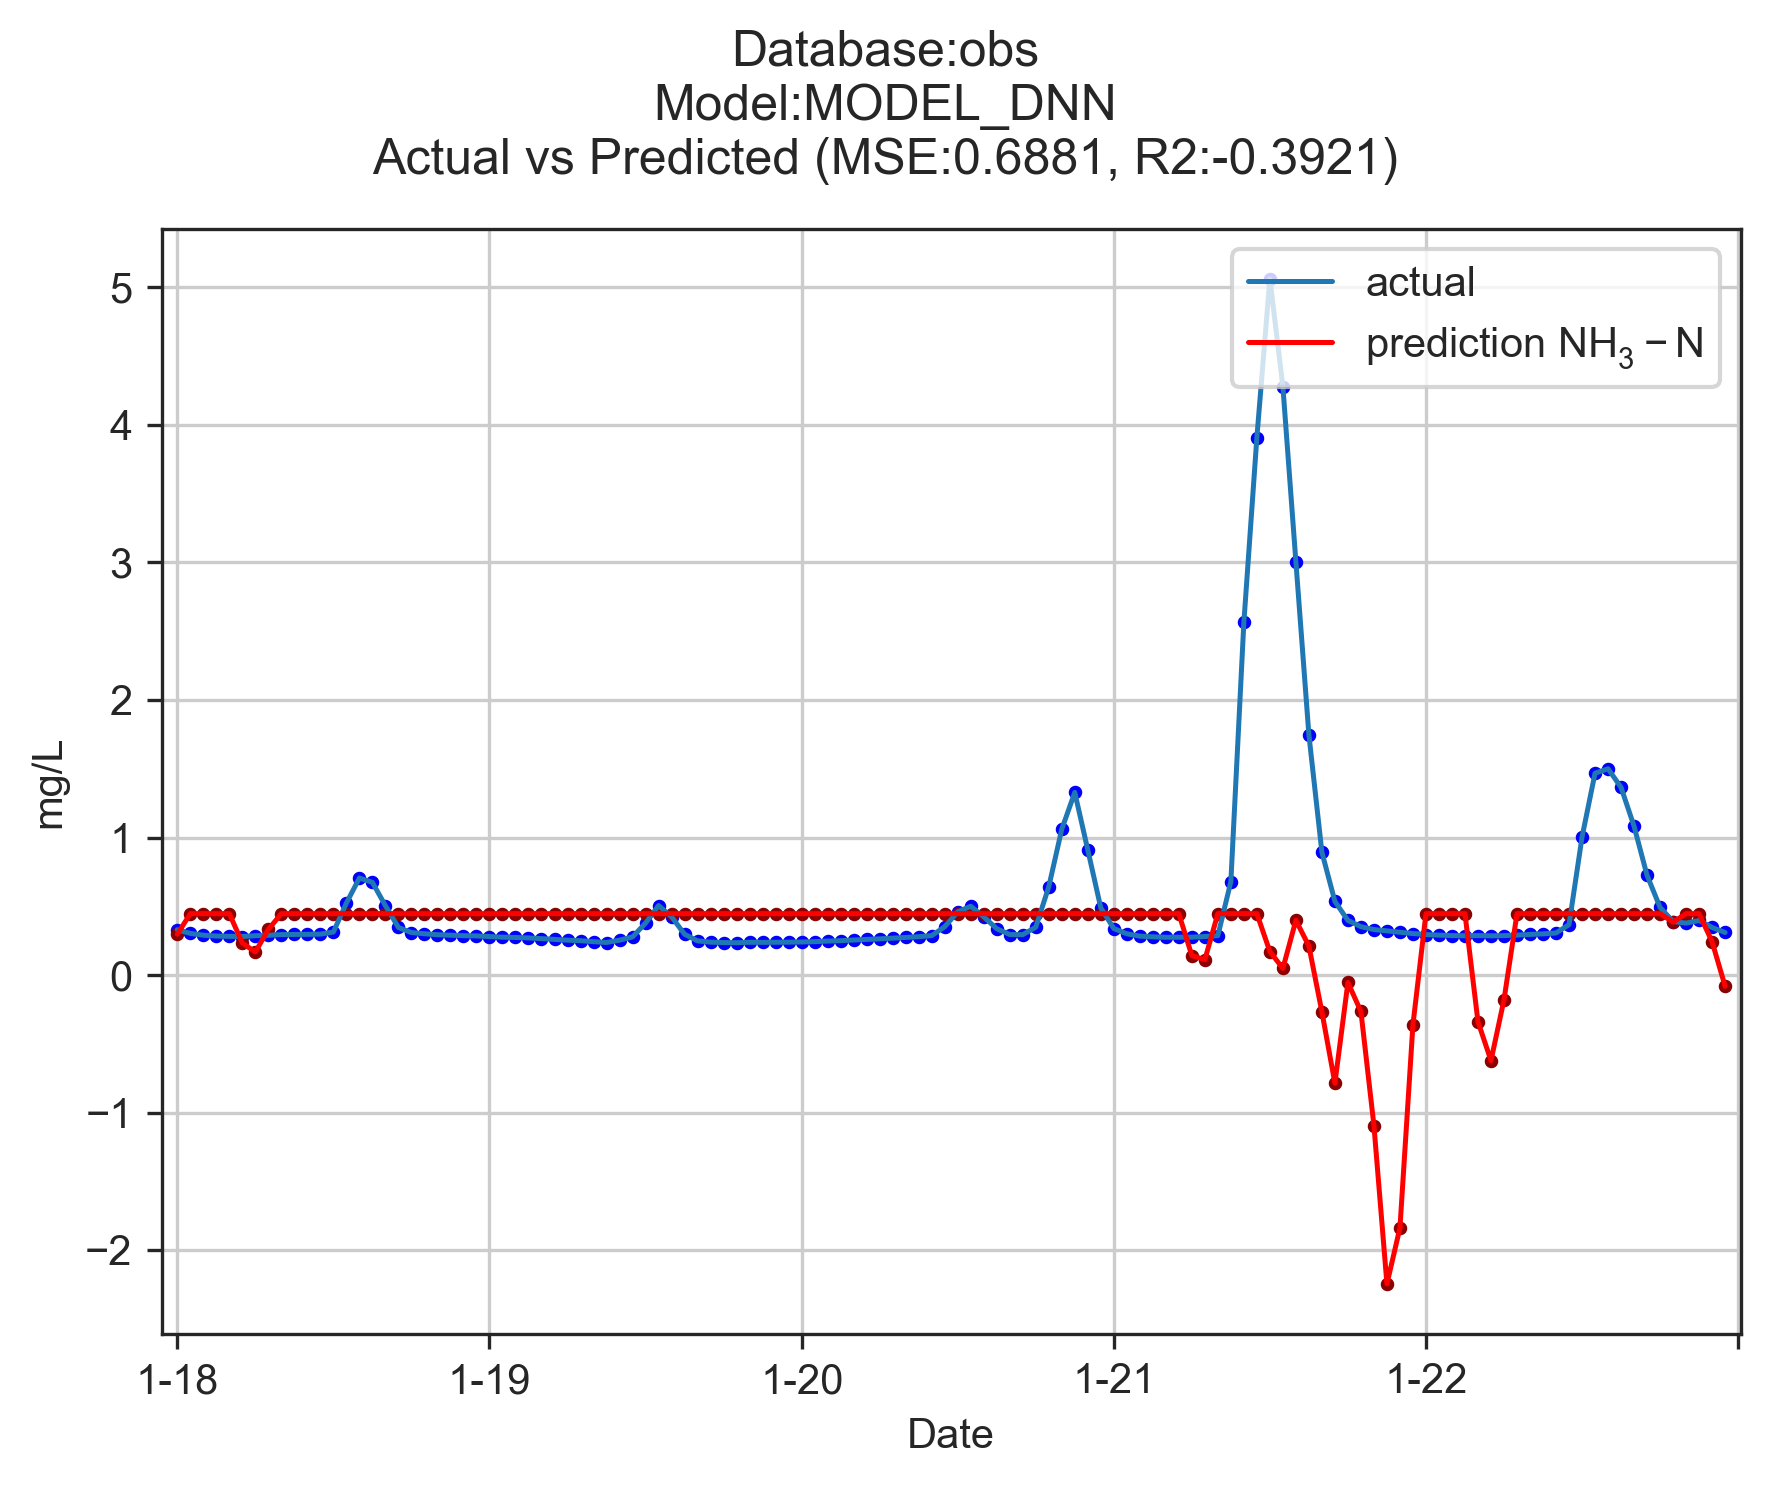 Database:obs
Model:MODEL_DNN
Actual vs Predicted (MSE:0.6881, R2:-0.3921)
actual
prediction NH₃ − N
5
4
3
2
1
0
−1
−2
mg/L
1-18 1-19 1-20 1-21 1-22
Date